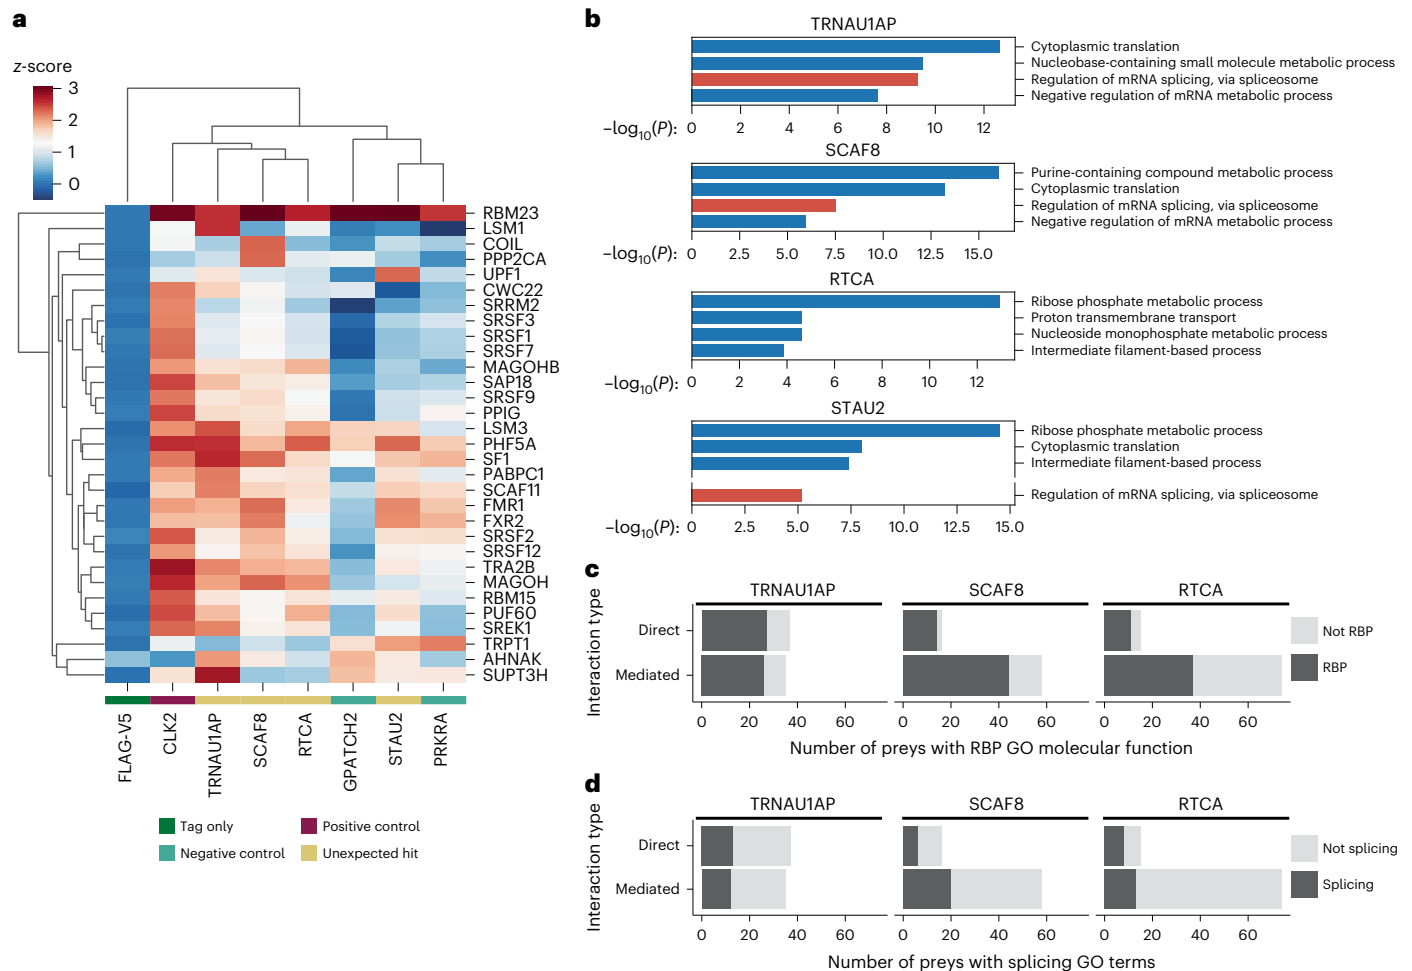 a
z-score
3
2
1
0
RBM23
LSM1
COIL
PPP2CA
UPF1
CWC22
SRRM2
SRSF3
SRSF1
SRSF7
MAGOHB
SAP18
SRSF9
PPIG
LSM3
PHF5A
SF1
PABPC1
SCAF11
FMR1
FXR2
SRSF2
SRSF12
TRA2B
MAGOH
RBM15
PUF60
SREK1
TRPT1
AHNAK
SUPT3H
FLAG-V5
CLK2
TRNAU1AP
SCAF8
RTCA
GPATCH2
STAU2
PRKRA
Tag only
Positive control
Negative control
Unexpected hit
b
TRNAU1AP
Cytoplasmic translation
Nucleobase-containing small molecule metabolic process
Regulation of mRNA splicing, via spliceosome
Negative regulation of mRNA metabolic process
–log10(P): 0 2 4 6 8 10 12
SCAF8
Purine-containing compound metabolic process
Cytoplasmic translation
Regulation of mRNA splicing, via spliceosome
Negative regulation of mRNA metabolic process
–log10(P): 0 2.5 5.0 7.5 10.0 12.5 15.0
RTCA
Ribose phosphate metabolic process
Proton transmembrane transport
Nucleoside monophosphate metabolic process
Intermediate filament-based process
–log10(P): 0 2 4 6 8 10 12
STAU2
Ribose phosphate metabolic process
Cytoplasmic translation
Intermediate filament-based process
Regulation of mRNA splicing, via spliceosome
–log10(P): 0 2.5 5.0 7.5 10.0 12.5 15.0
c
TRNAU1AP SCAF8 RTCA
Interaction type
Direct
Mediated
Not RBP
RBP
0 20 40 60 0 20 40 60 0 20 40 60
Number of preys with RBP GO molecular function
d
TRNAU1AP SCAF8 RTCA
Interaction type
Direct
Mediated
Not splicing
Splicing
0 20 40 60 0 20 40 60 0 20 40 60
Number of preys with splicing GO terms